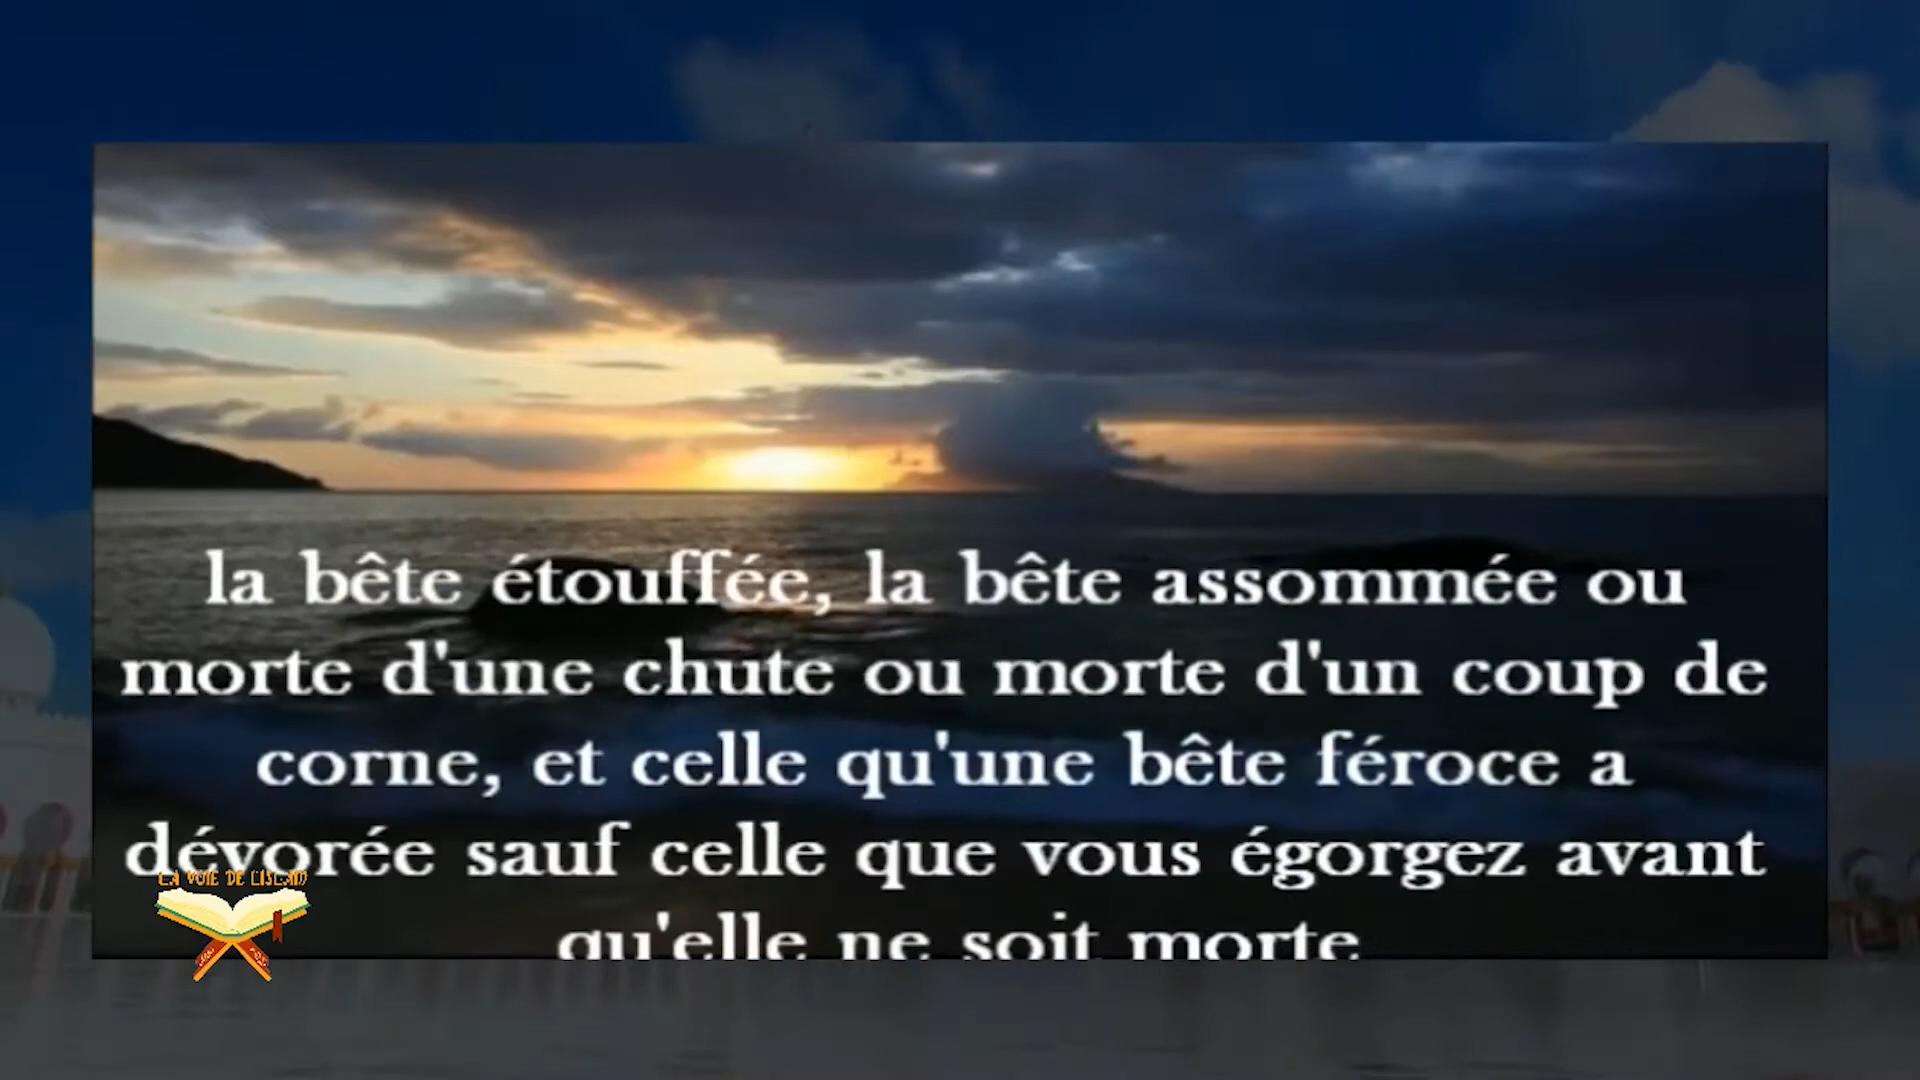 la bête étouffée, la bête assommée ou
morte d'une chute ou morte d'un coup de
corne, et celle qu'une bête féroce a
dévorée sauf celle que vous égorgez avant
qu'elle ne soit morte
LA VOIE DE L'ISLAM